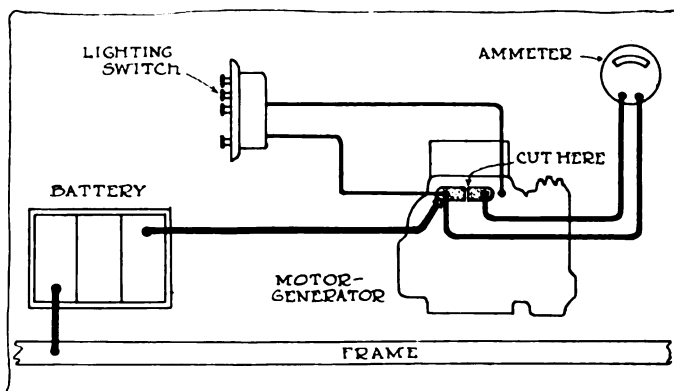 LIGHTING
SWITCH
AMMETER
CUT HERE
BATTERY
MOTOR-
GENERATOR
FRAME